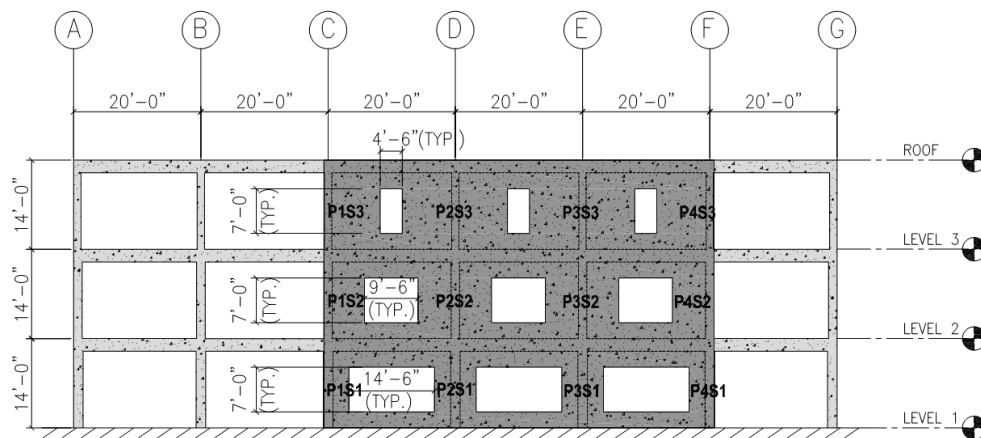 A B C D E F G
20'-0" 20'-0" 20'-0" 20'-0" 20'-0" 20'-0"
4'-6"(TYP.)
ROOF
14'-0"
7'-0"
(TYP.)
P1S3 P2S3 P3S3 P4S3
LEVEL 3
14'-0"
7'-0"
(TYP.)
9'-6"
(TYP.)
P1S2 P2S2 P3S2 P4S2
LEVEL 2
14'-0"
7'-0"
(TYP.)
14'-6"
(TYP.)
P1S1 P2S1 P3S1 P4S1
LEVEL 1